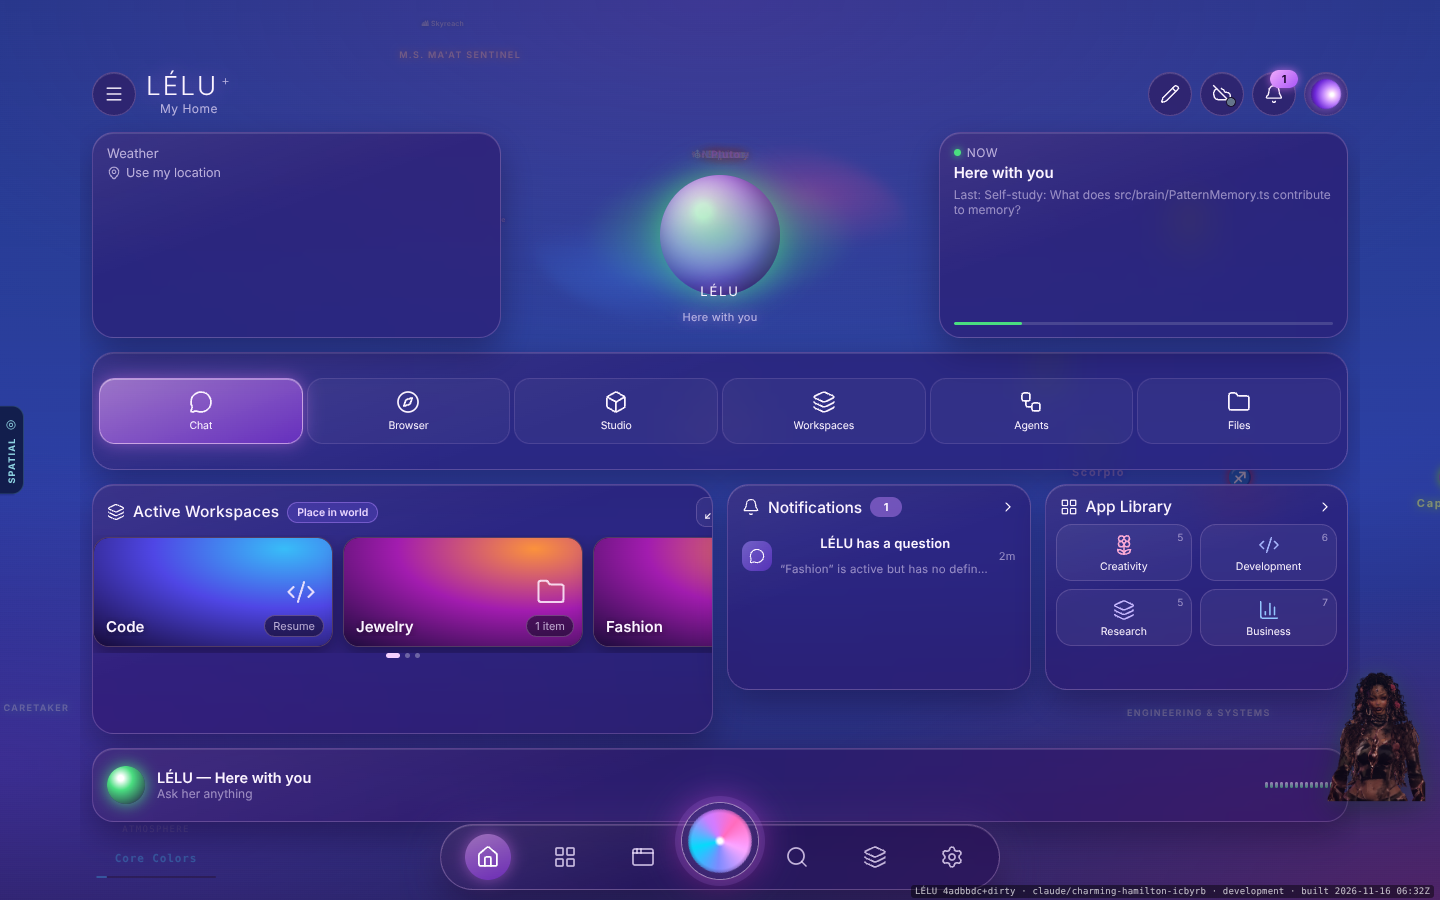 Skyreach
M.S. MA'AT SENTINEL
LÉLU +
My Home
1
Weather
Use my location
LÉLU
Here with you
NOW
Here with you
Last: Self-study: What does src/brain/PatternMemory.ts contribute
to memory?
Chat
Browser
Studio
Workspaces
Agents
Files
SPATIAL
Scorpio
Cap
Active Workspaces
Place in world
Code
Resume
Jewelry
1 item
Fashion
Notifications
1
LÉLU has a question
“Fashion” is active but has no defin...
2m
App Library
Creativity
5
Development
6
Research
5
Business
7
CARETAKER
ENGINEERING & SYSTEMS
LÉLU — Here with you
Ask her anything
ATMOSPHERE
Core Colors
LÉLU 4adbbdc+dirty · claude/charming-hamilton-icbyrb · development · built 2026-11-16 06:32Z